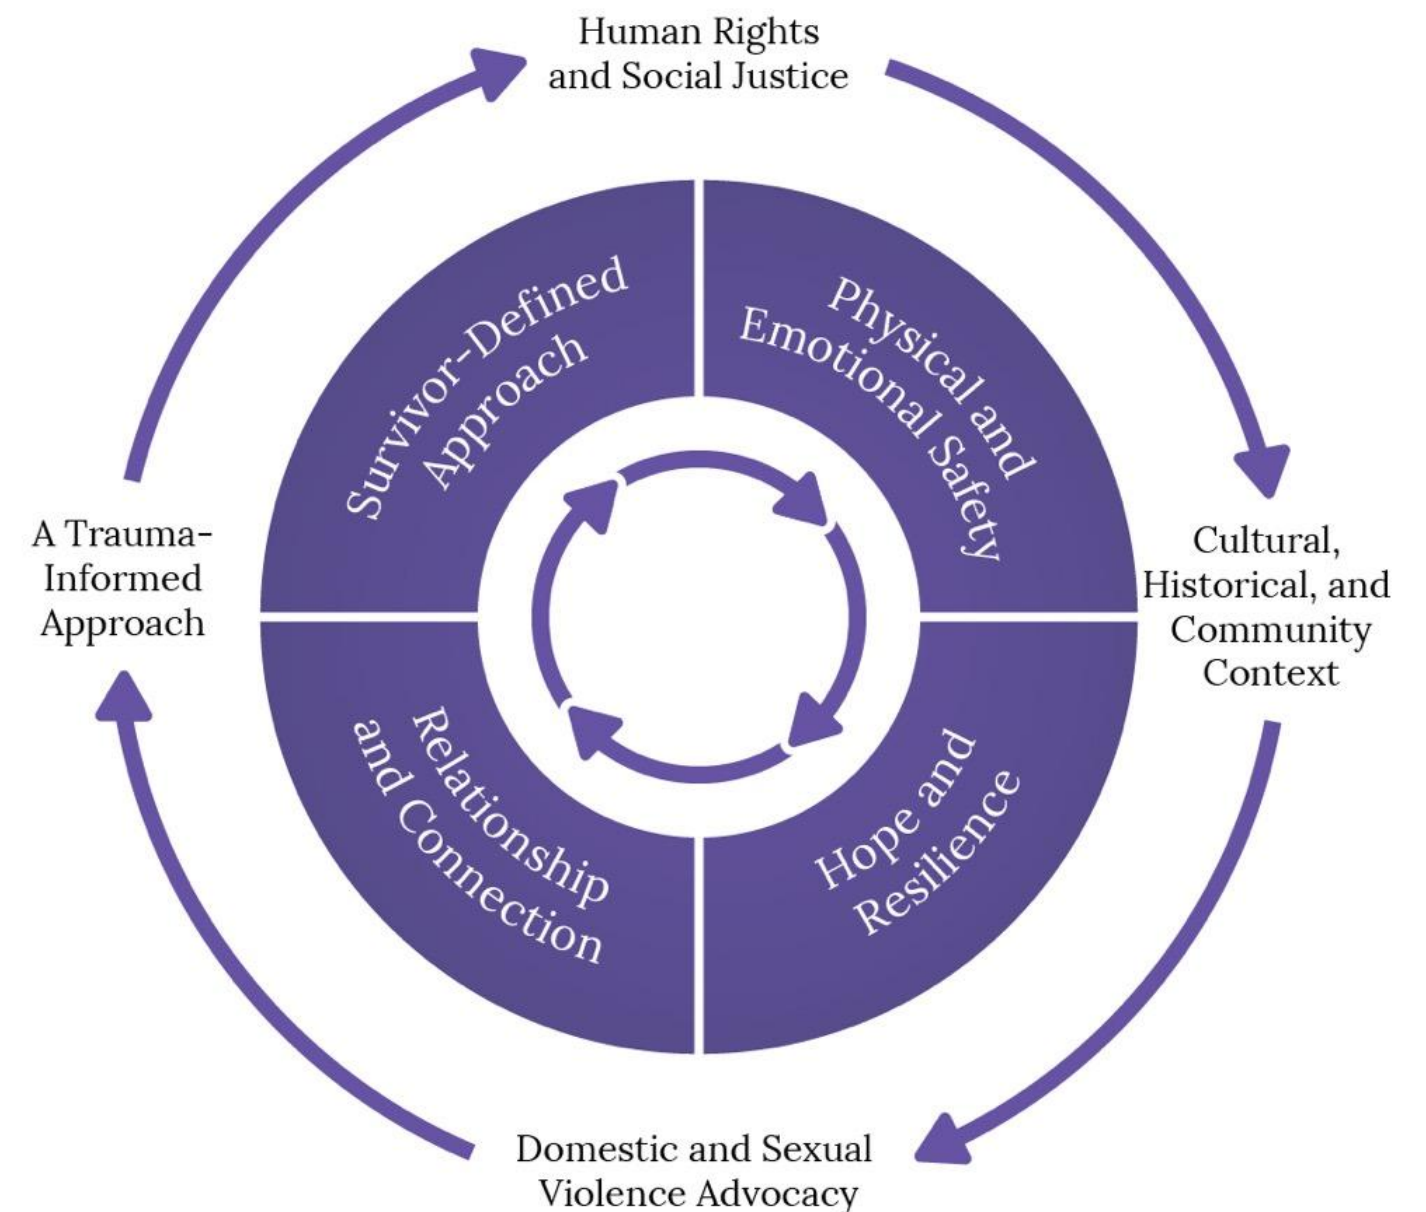 Human Rights
and Social Justice
Survivor-Defined
Approach
Physical and
Emotional Safety
A Trauma-
Informed
Approach
Cultural,
Historical, and
Community
Context
Relationship
and Connection
Hope and
Resilience
Domestic and Sexual
Violence Advocacy